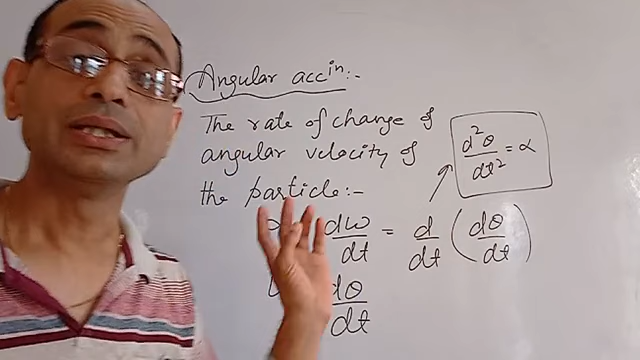 Angular accⁱⁿ:-
The rate of change of
angular velocity of
the particle:-
d²θ/dt² = α
dω/dt = d/dt (dθ/dt)
dθ/dt